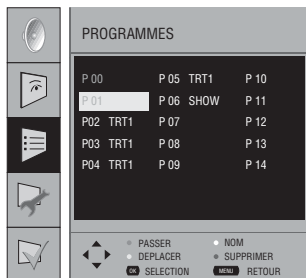 PROGRAMMES
P 00 P 05 TRT1 P 10
P 01 P 06 SHOW P 11
P02 TRT1 P 07 P 12
P03 TRT1 P 08 P 13
P04 TRT1 P 09 P 14
PASSER NOM
DEPLACER SUPPRIMER
OK SELECTION MENU RETOUR